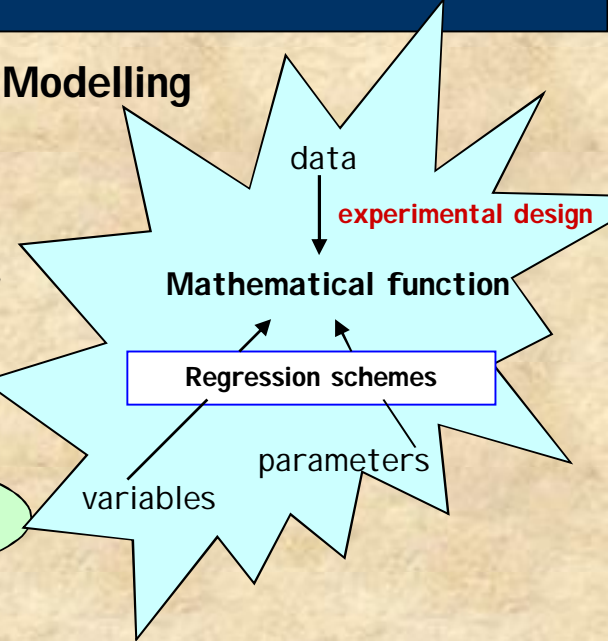 Modelling
data
experimental design
Mathematical function
Regression schemes
parameters
variables